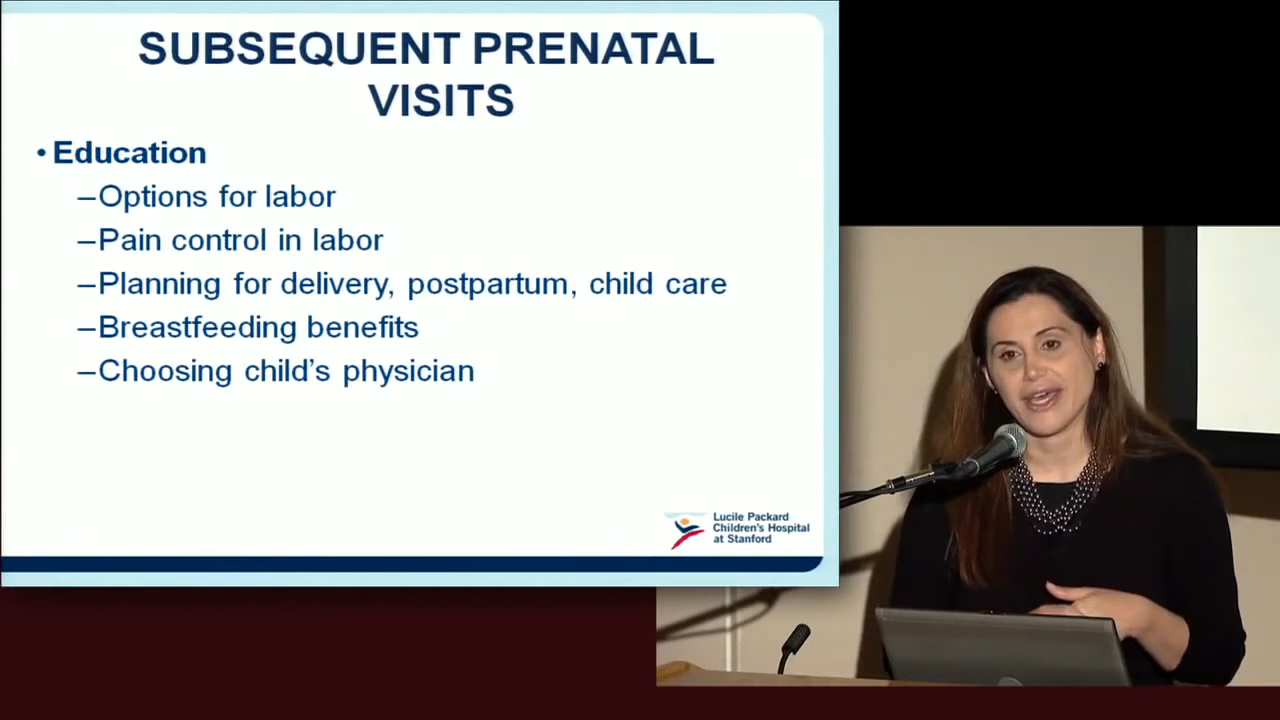 SUBSEQUENT PRENATAL
VISITS
• Education
–Options for labor
–Pain control in labor
–Planning for delivery, postpartum, child care
–Breastfeeding benefits
–Choosing child’s physician
Lucile Packard
Children's Hospital
at Stanford